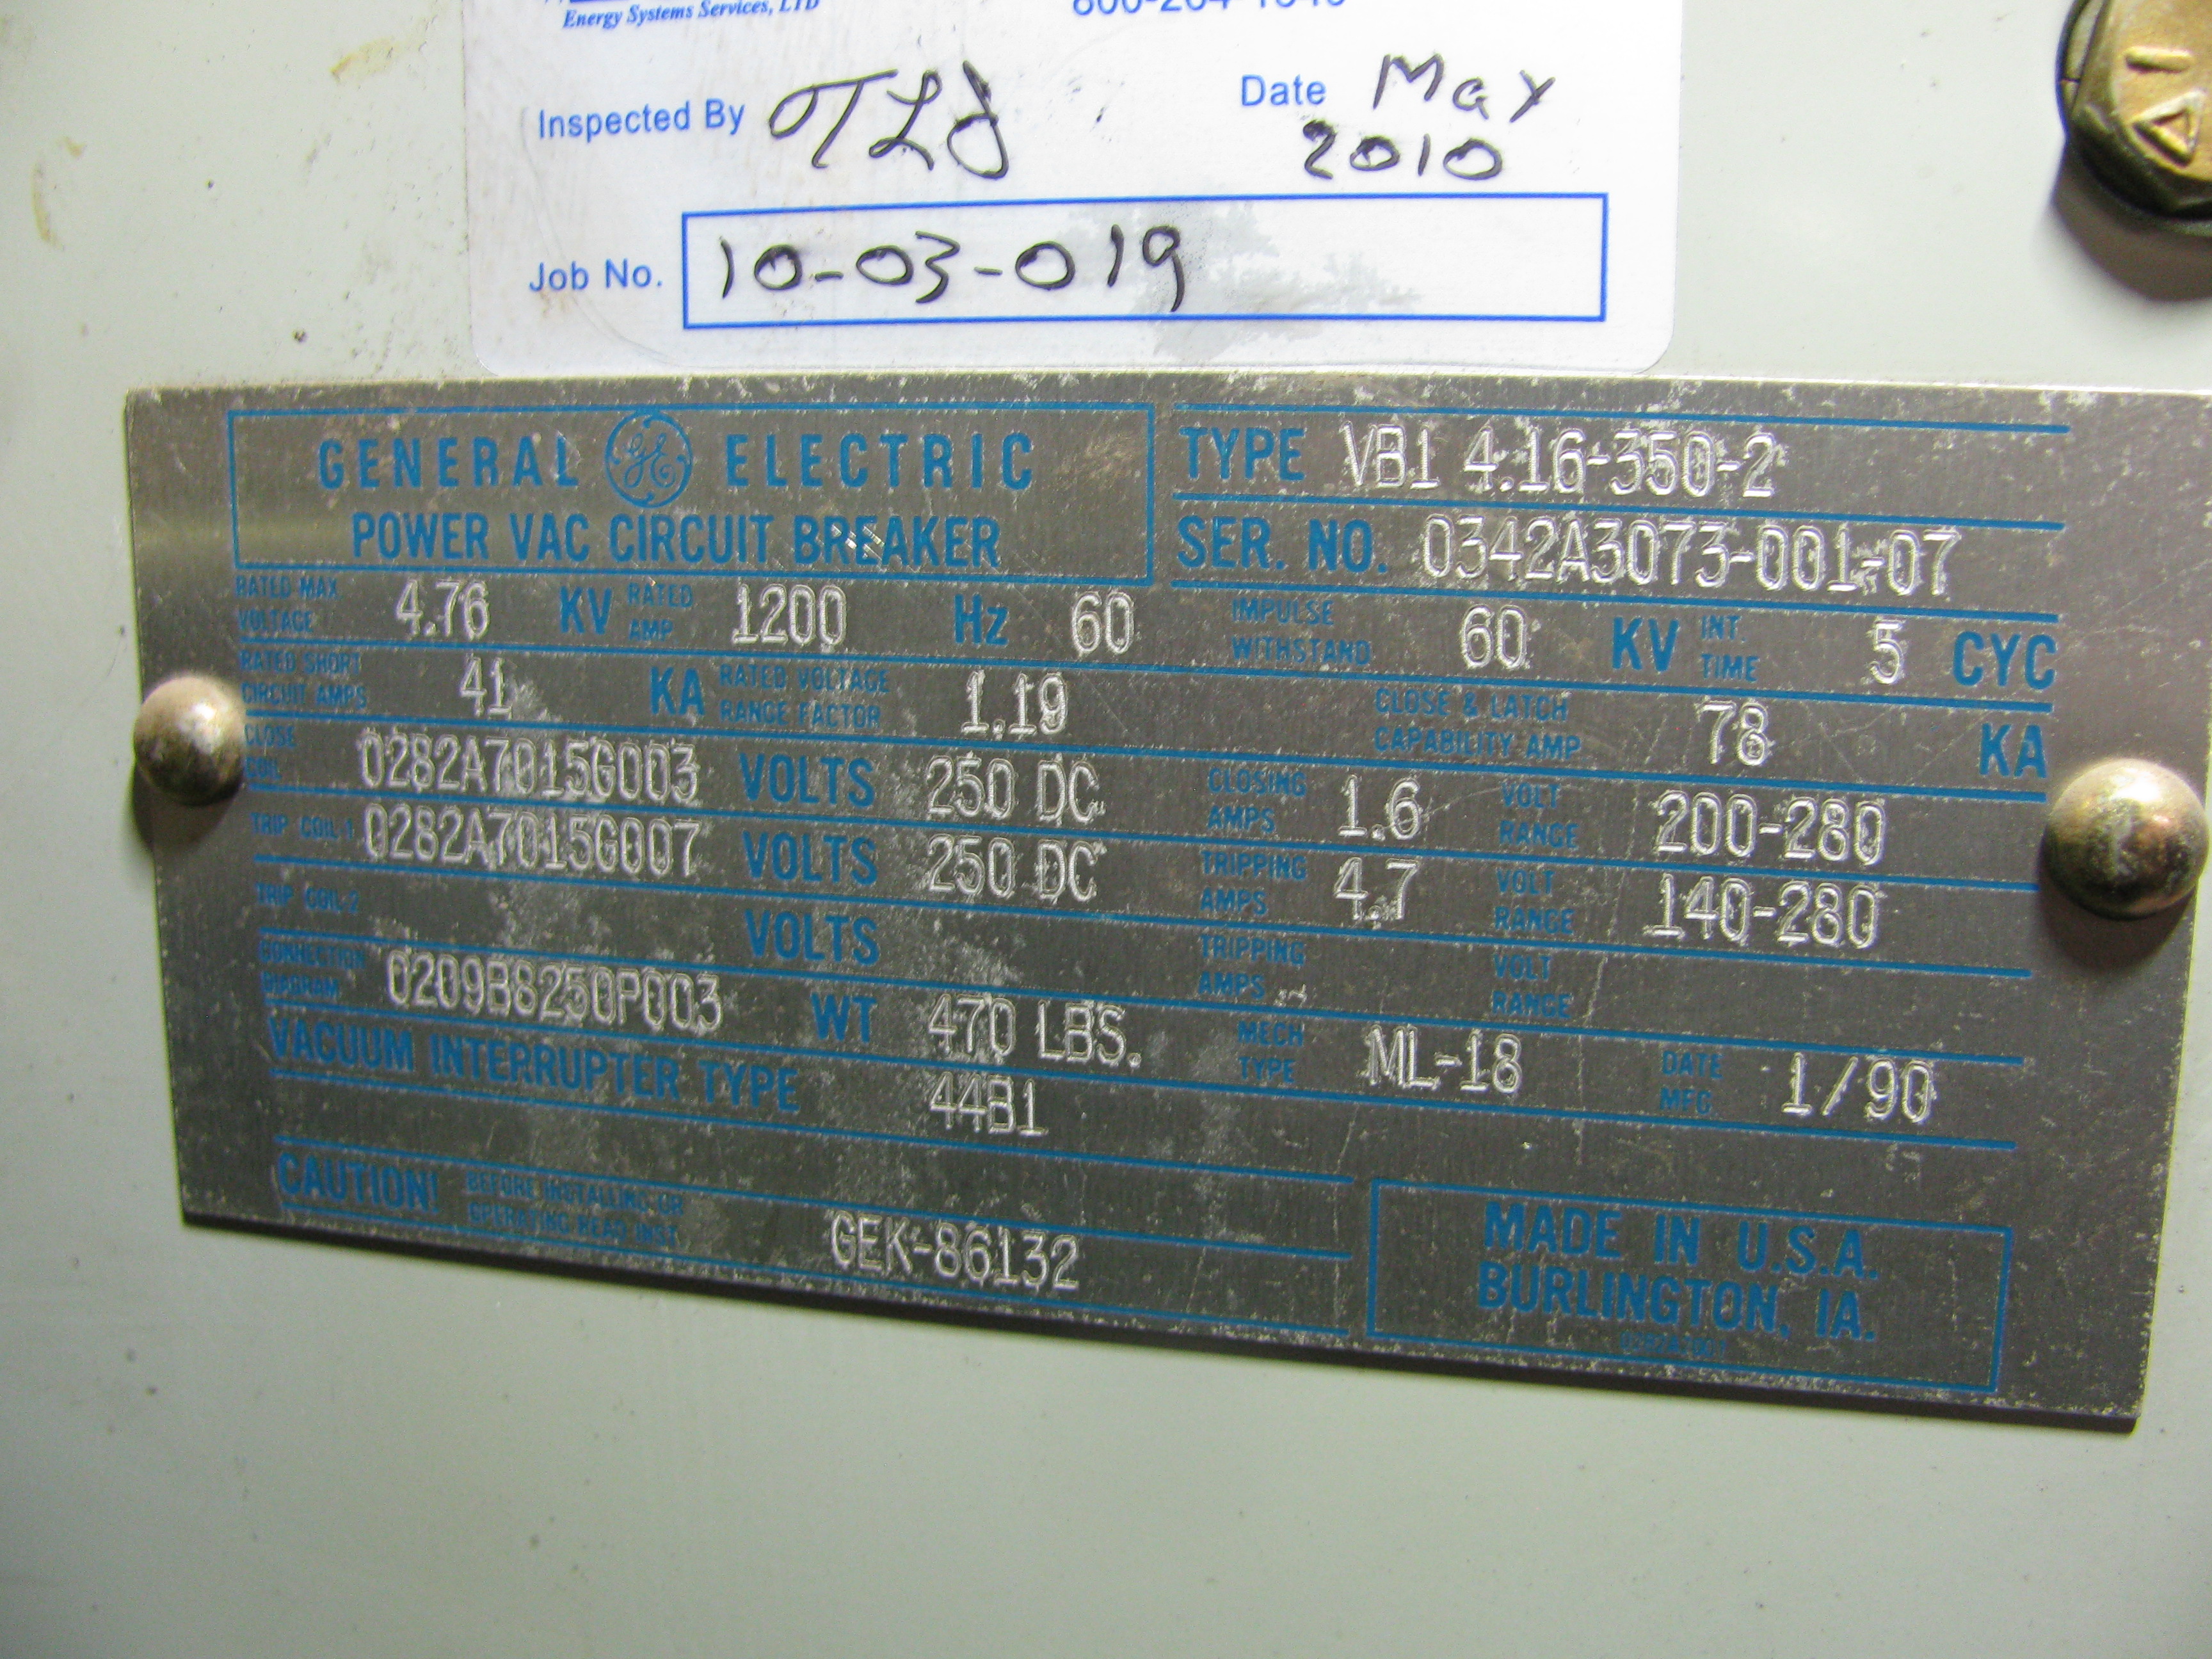 Energy Systems Services, LTD
Inspected By TLJ Date May
2010
Job No. 10-03-019
GENERAL GE ELECTRIC
POWER VAC CIRCUIT BREAKER
TYPE VB1 4.16-350-2
SER. NO. 0342A3073-001-07
RATED MAX VOLTAGE 4.76 KV RATED AMP 1200 Hz 60 IMPULSE WITHSTAND 60 KV INT. TIME 5 CYC
RATED SHORT CIRCUIT AMPS 41 KA RATED VOLTAGE RANGE FACTOR 1.19 CLOSE & LATCH CAPABILITY AMP 78 KA
CLOSE COIL 0282A7015G003 VOLTS 250 DC CLOSING AMPS 1.6 VOLT RANGE 200-280
TRIP COIL-1 0282A7015G007 VOLTS 250 DC TRIPPING AMPS 4.7 VOLT RANGE 140-280
TRIP COIL-2 VOLTS TRIPPING AMPS VOLT RANGE
CONNECTION DIAGRAM 0209B8250P003 WT 470 LBS. MECH TYPE ML-18 DATE MFG 1/90
VACUUM INTERRUPTER TYPE 44B1
CAUTION! BEFORE INSTALLING OR OPERATING READ INST. GEK-86132
MADE IN U.S.A.
BURLINGTON, IA.